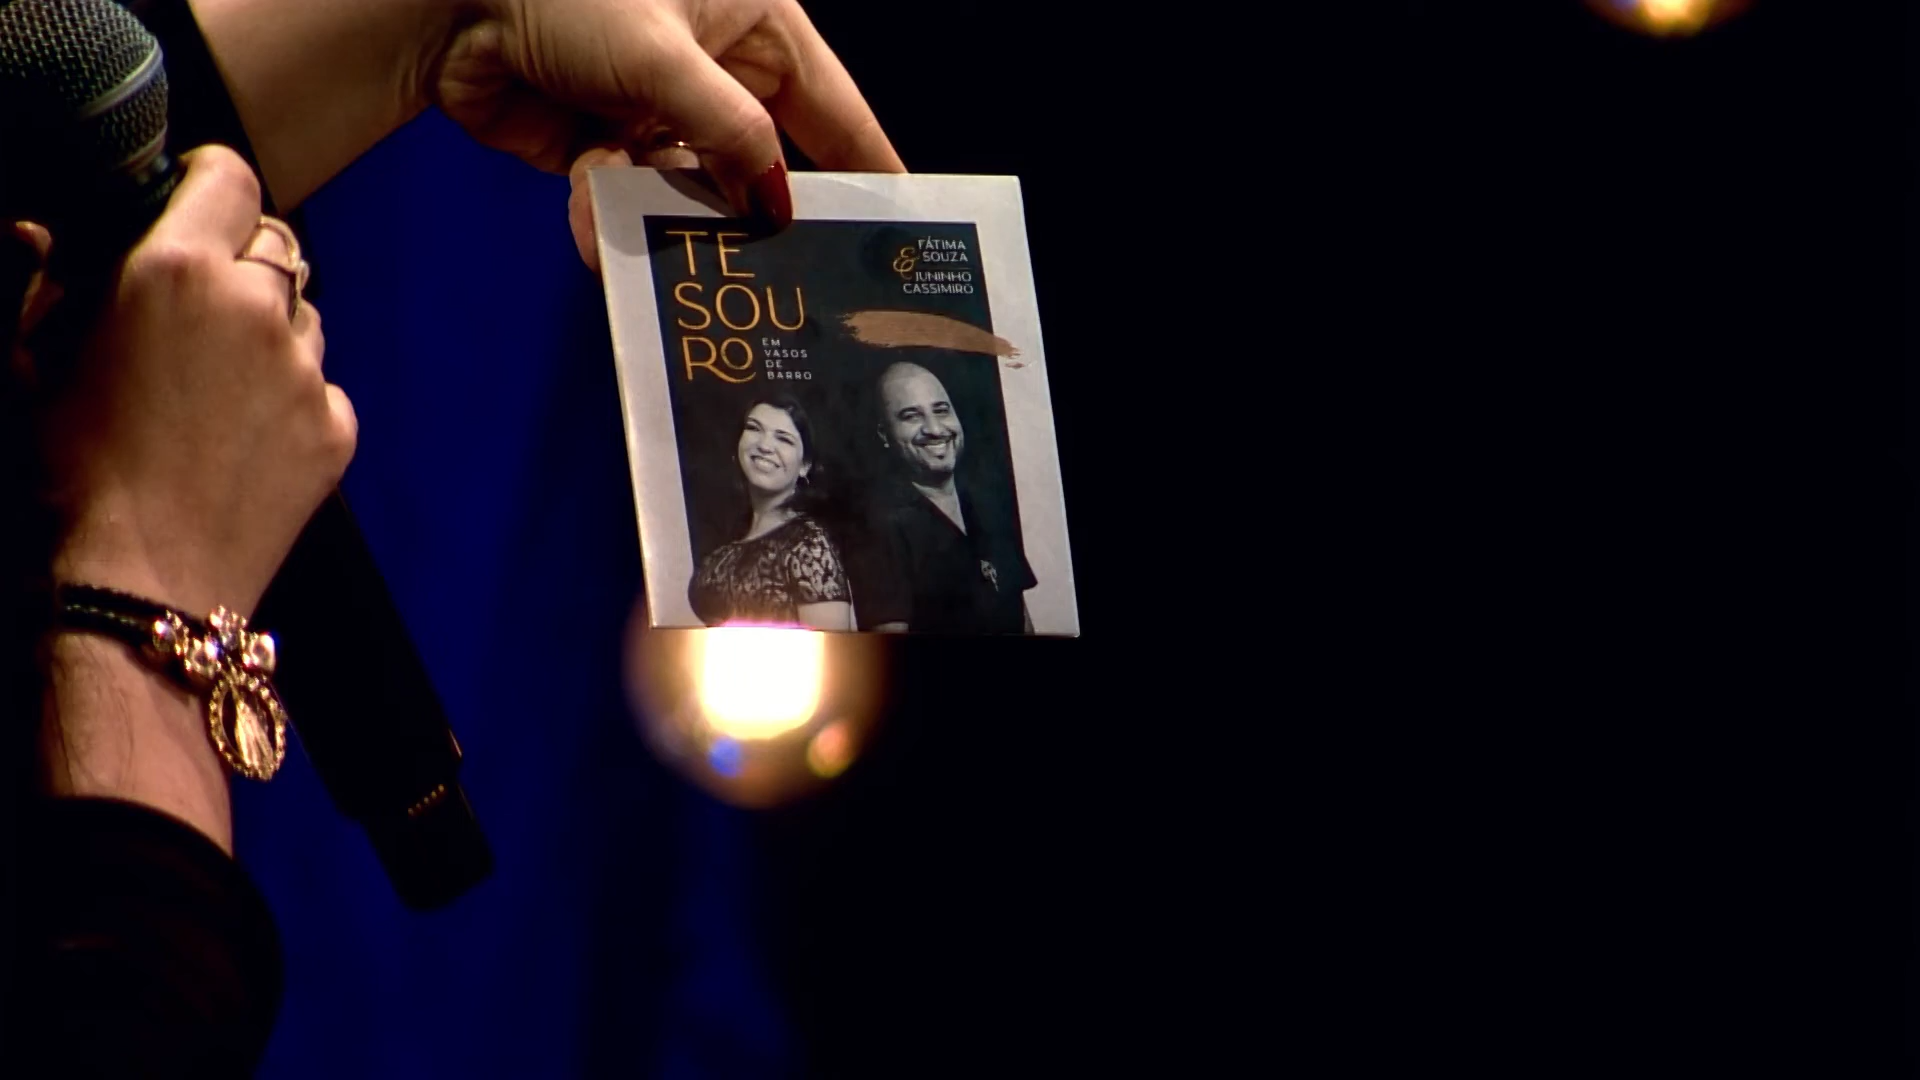 TE
SOU
RO
EM
VASOS
DE
BARRO
FÁTIMA
SOUZA
&
JUNINHO
CASSIMIRO